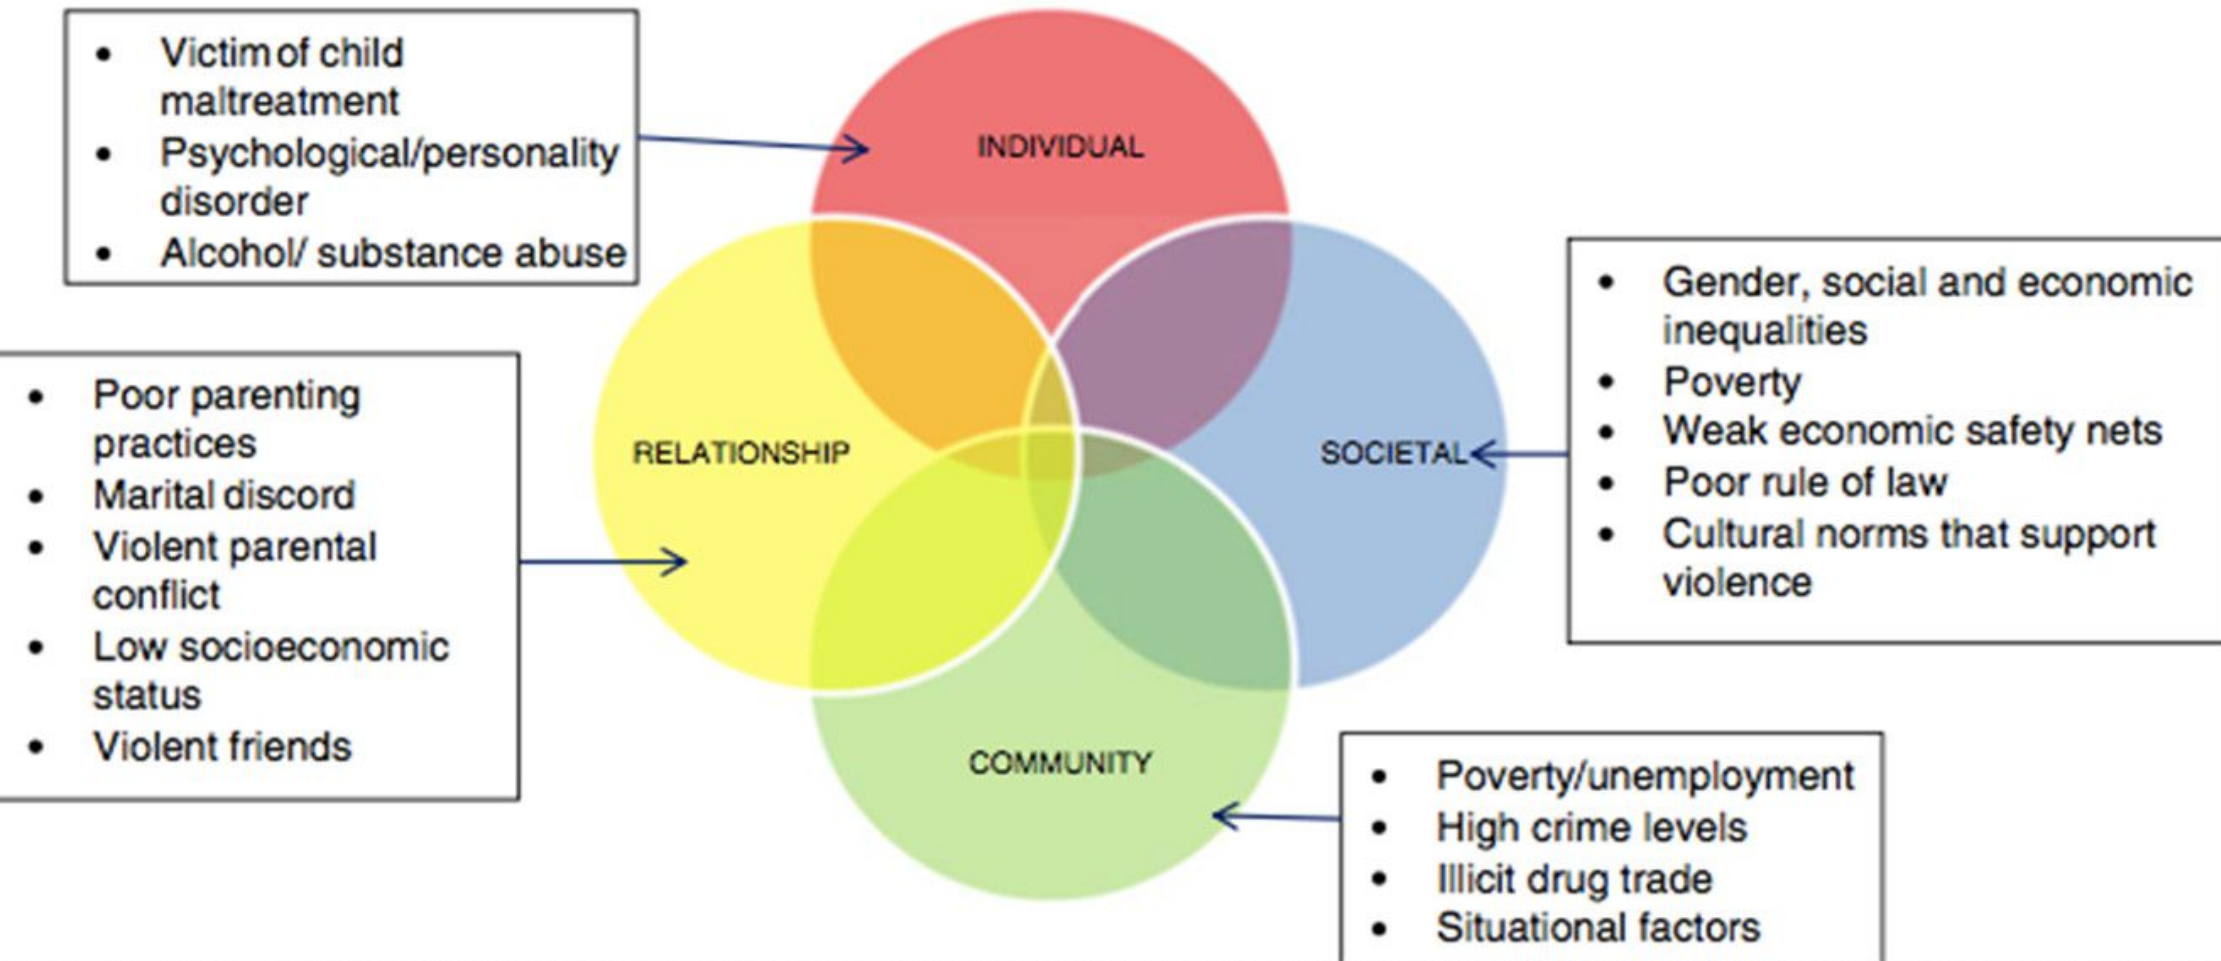 • Victim of child
maltreatment
• Psychological/personality
disorder
• Alcohol/ substance abuse
INDIVIDUAL
• Poor parenting
practices
• Marital discord
• Violent parental
conflict
• Low socioeconomic
status
• Violent friends
RELATIONSHIP
SOCIETAL
• Gender, social and economic
inequalities
• Poverty
• Weak economic safety nets
• Poor rule of law
• Cultural norms that support
violence
COMMUNITY
• Poverty/unemployment
• High crime levels
• Illicit drug trade
• Situational factors